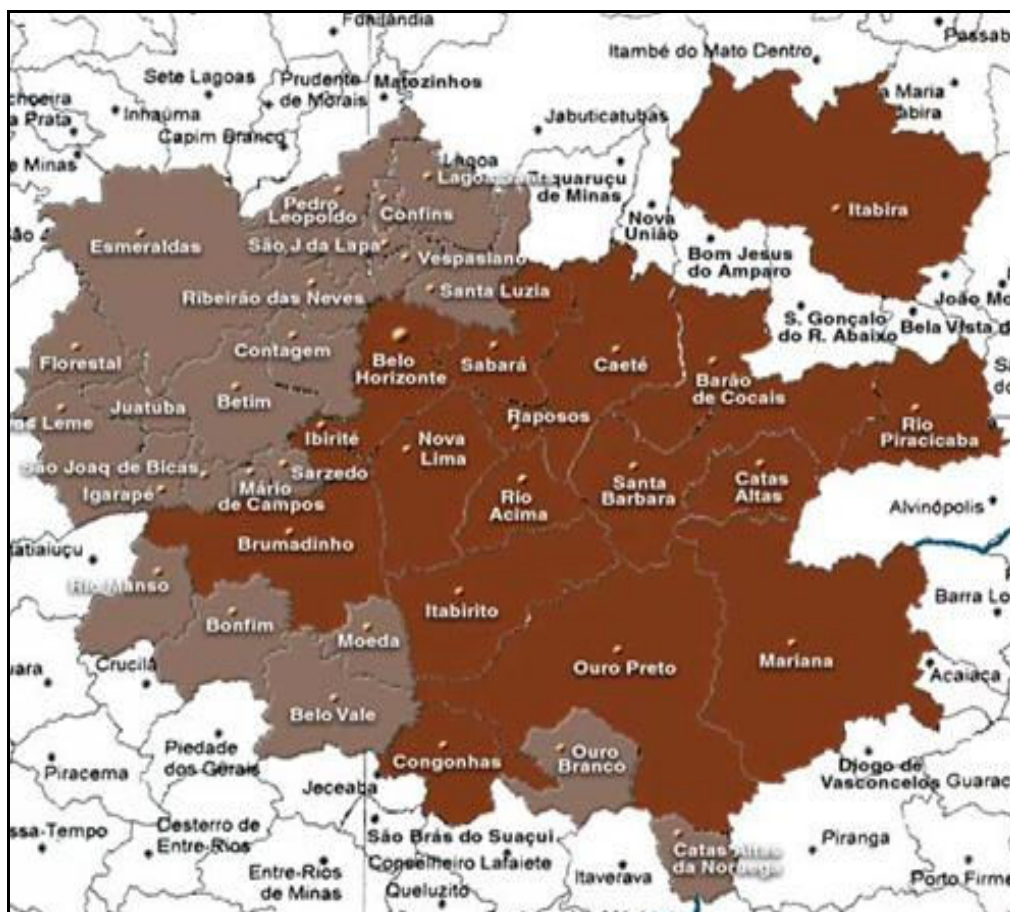 Funilândia
Passab
Itambé do Mato Centro
Sete Lagoas
Prudente
de Morais
Matozinhos
choeira
a Prata
Inhaúma
a Maria
abira
Jabuticatubas
Capim Branco
e Minas
Lagoa
Lagoa
quaruçu
de Minas
Pedro
Leopoldo
Confins
Nova
União
Itabira
Esmeraldas
São J da Lapa
Vespasiano
Bom Jesus
do Amparo
Ribeirão das Neves
Santa Luzia
João Mo
S. Gonçalo
do R. Abaixo
Bela Vista d
Florestal
Contagem
Belo
Horizonte
Sabará
Caeté
Barão
de Cocais
Betim
Juatuba
Leme
Raposos
Rio
Piracicaba
Ibirité
Nova
Lima
São Joaq de Bicas
Sarzedo
Igarapé
Mário
de Campos
Rio
Acima
Santa
Barbara
Catas
Altas
Alvinópolis
Brumadinho
tatiaiuçu
Rio Manso
Itabirito
Barra Lo
Bonfim
Moeda
Ouro Preto
Mariana
uara
Crucilâ
Acaiaca
Belo Vale
Piedade
dos Gerais
Congonhas
Ouro
Branco
Piracema
Jeceaba
Diogo de
Vasconcelos
Guarac
ssa-Tempo
Desterro de
Entre-Rios
São Brás do Suaçui
Catas Altas
da Noruega
Piranga
Conselheiro Lafaiete
Entre-Rios
de Minas
Itaverava
Porto Firme
Queluzito